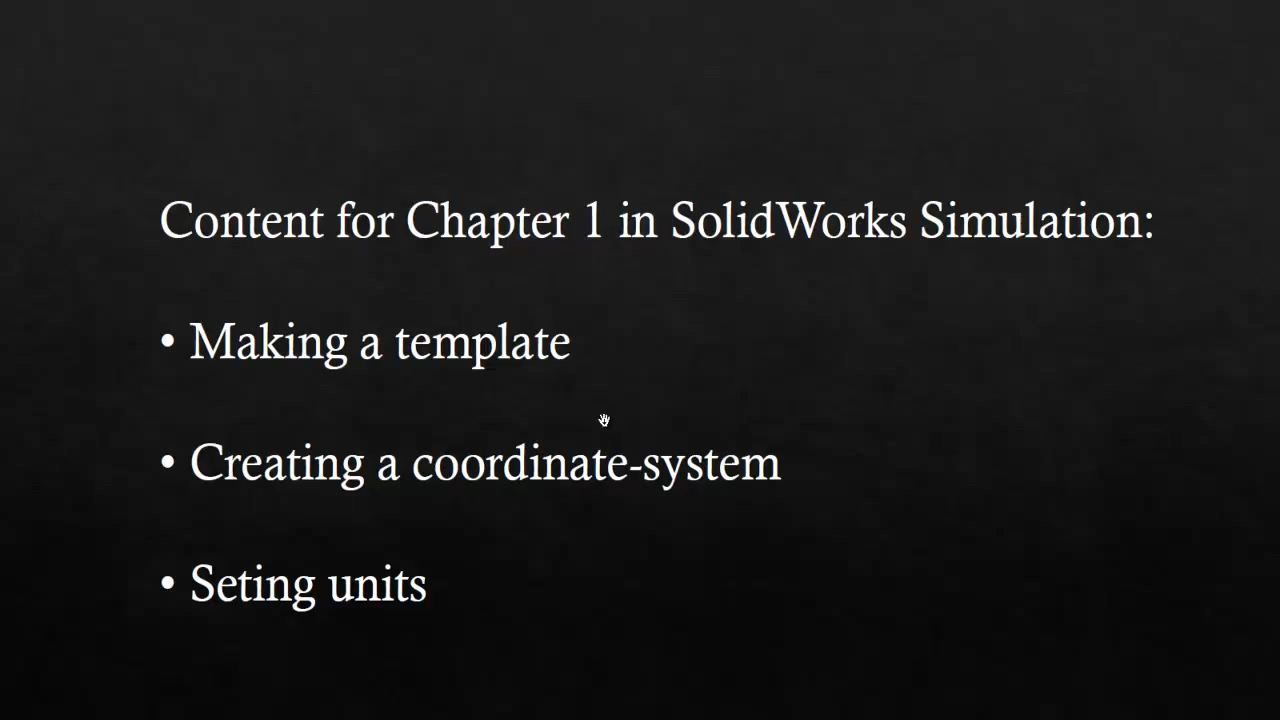 Content for Chapter 1 in SolidWorks Simulation:
• Making a template
• Creating a coordinate-system
• Seting units